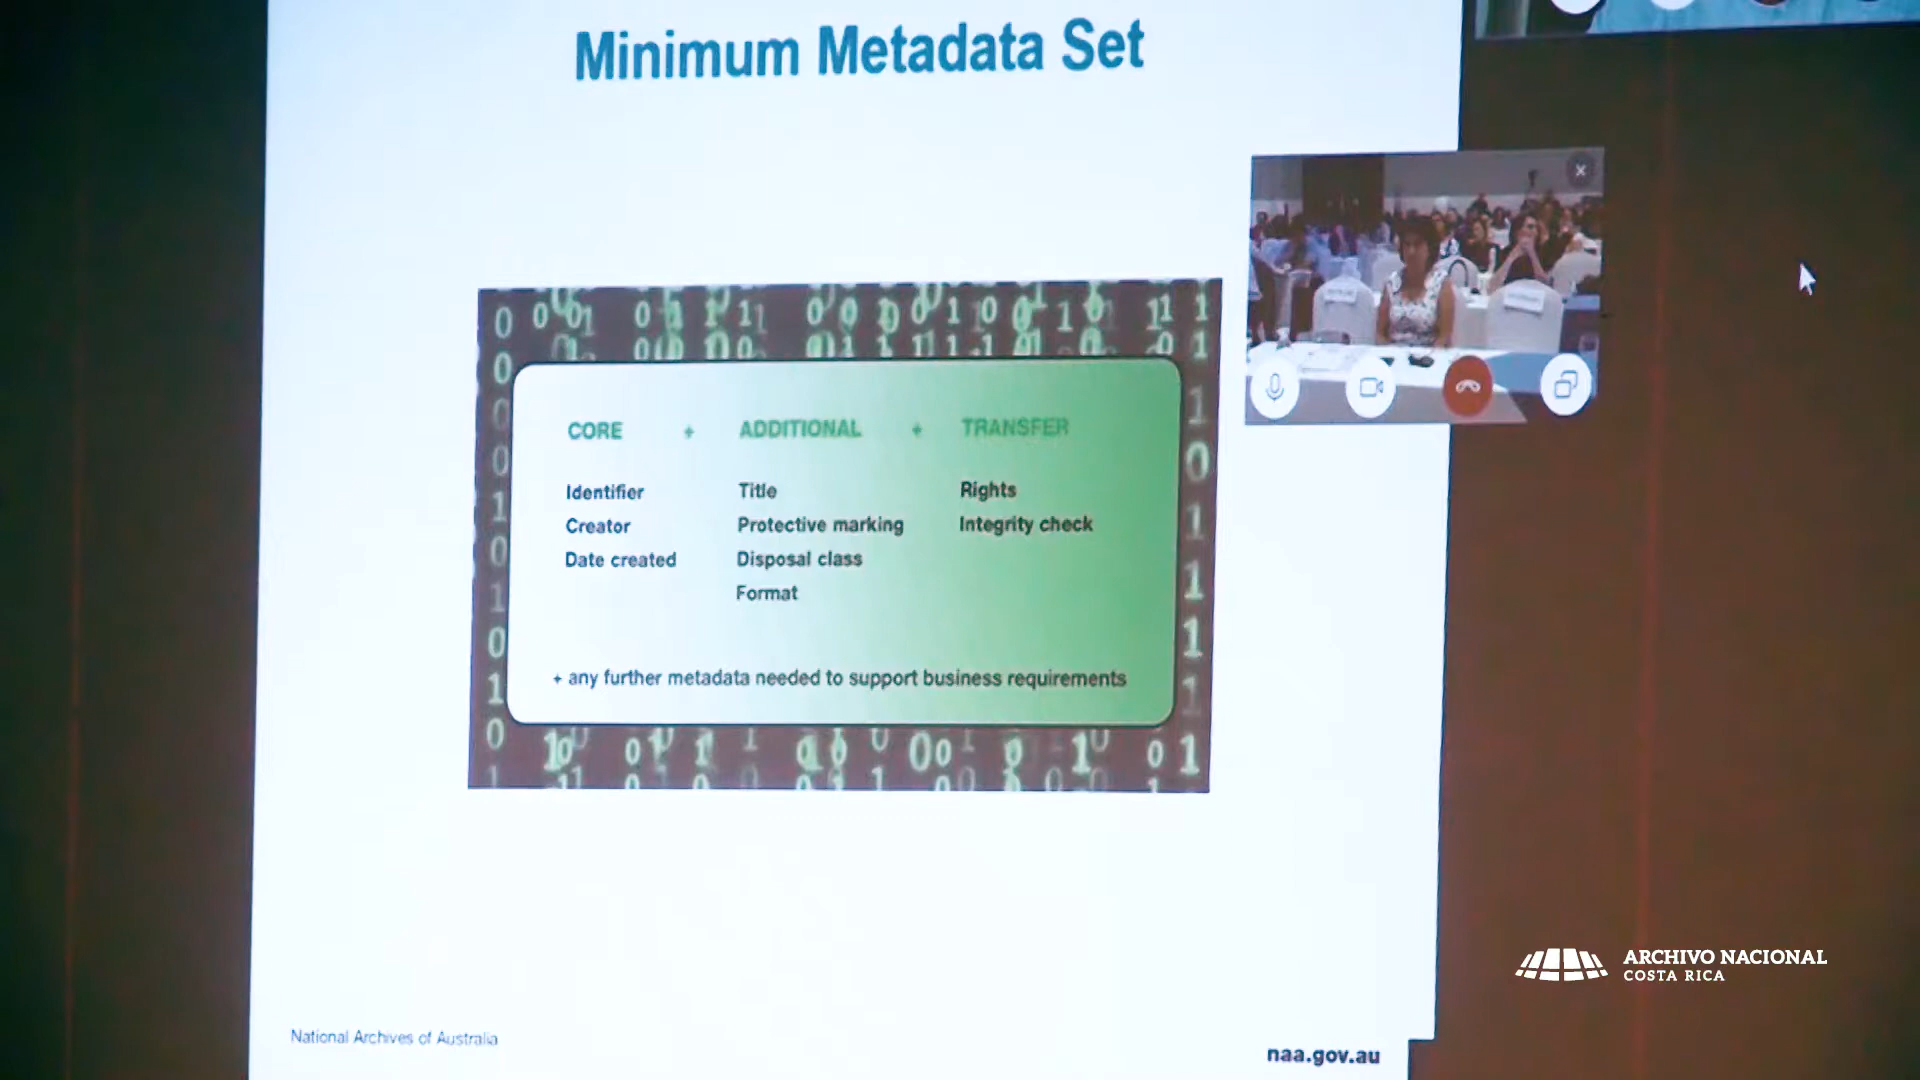 Minimum Metadata Set
CORE + ADDITIONAL + TRANSFER
Identifier Title Rights
Creator Protective marking Integrity check
Date created Disposal class
Format
+ any further metadata needed to support business requirements
National Archives of Australia
naa.gov.au
ARCHIVO NACIONAL
COSTA RICA